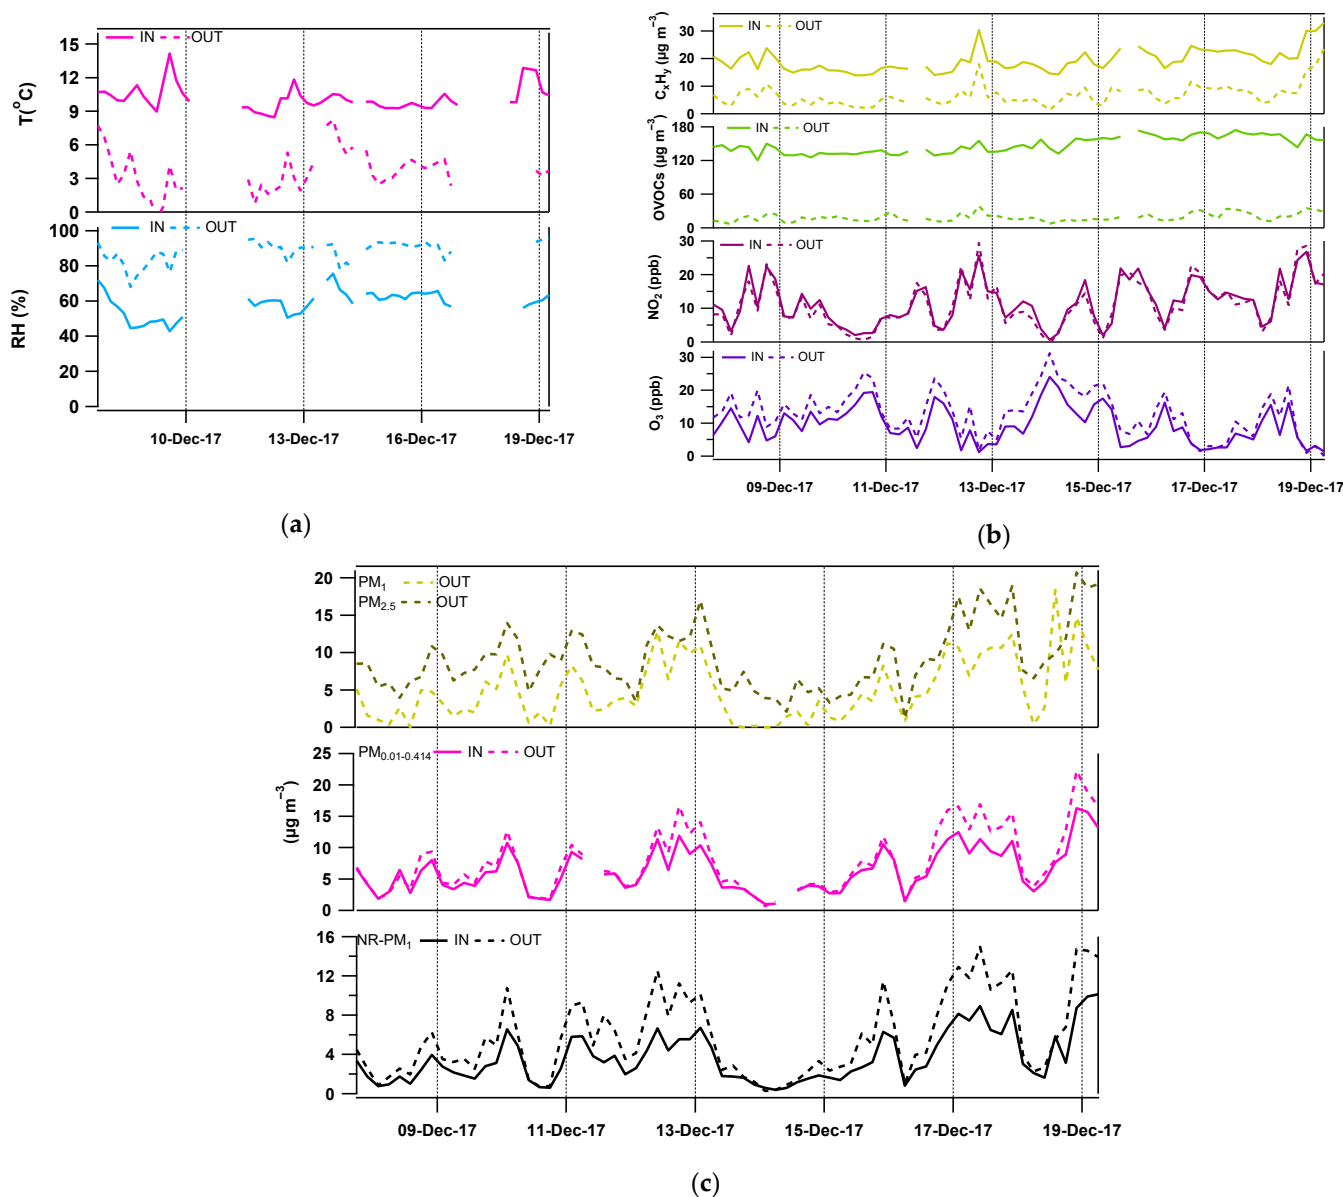 IN OUT
15
12
9
6
3
0
T(°C)
IN OUT
100
80
60
40
20
0
RH (%)
10-Dec-17 13-Dec-17 16-Dec-17 19-Dec-17
(a)
IN OUT
30
20
10
0
CxHy (µg m⁻³)
IN OUT
180
120
60
0
OVOCs (µg m⁻³)
IN OUT
30
20
10
0
NO₂ (ppb)
IN OUT
30
20
10
0
O₃ (ppb)
09-Dec-17 11-Dec-17 13-Dec-17 15-Dec-17 17-Dec-17 19-Dec-17
(b)
PM₁ OUT
PM₂.₅ OUT
20
15
10
5
0
PM₀.₀₁₋₀.₄₁₄ IN OUT
25
20
15
10
5
0
(µg m⁻³)
NR-PM₁ IN OUT
16
12
8
4
0
09-Dec-17 11-Dec-17 13-Dec-17 15-Dec-17 17-Dec-17 19-Dec-17
(c)